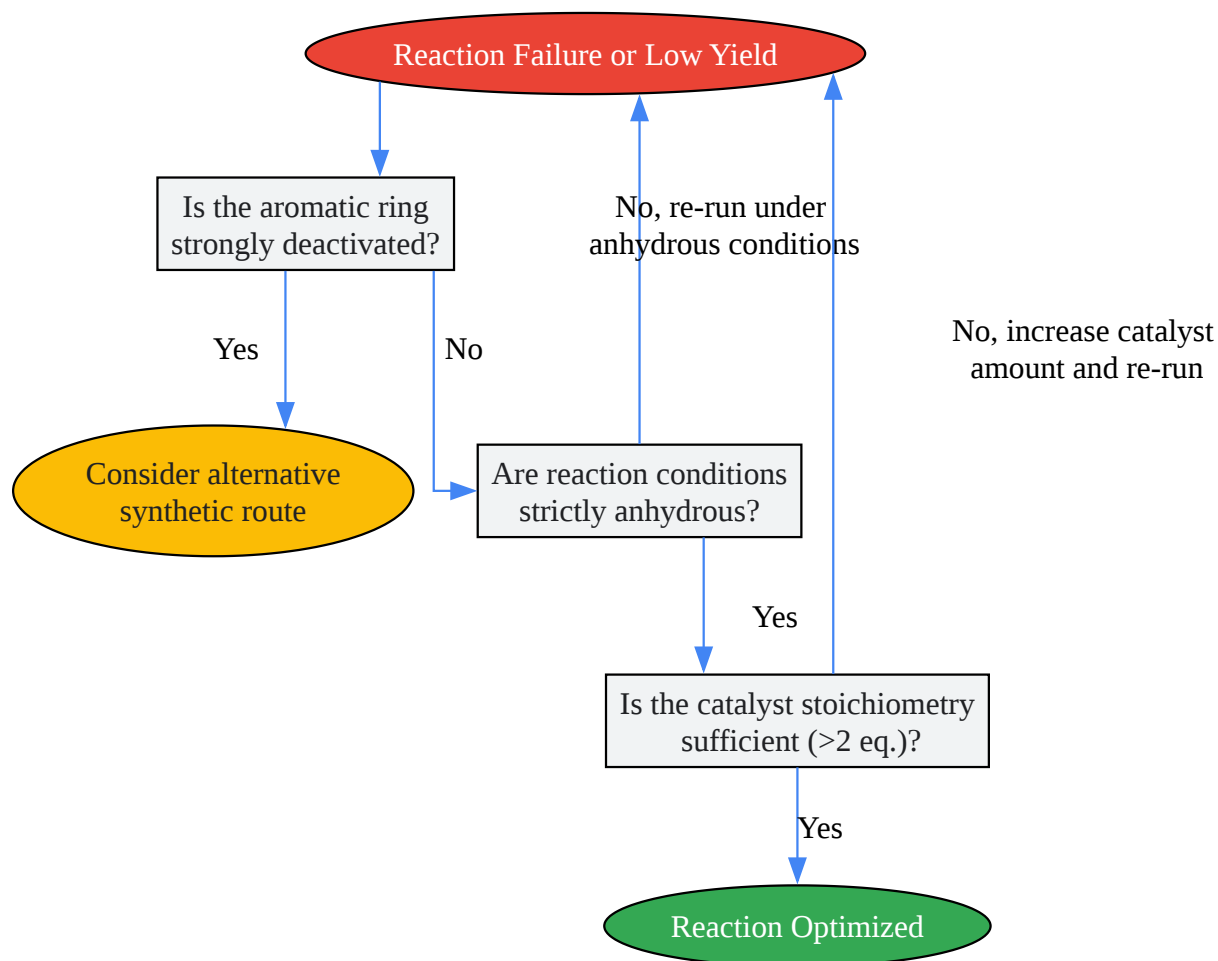 Reaction Failure or Low Yield
Is the aromatic ring
strongly deactivated?
No, re-run under
anhydrous conditions
Yes
No
No, increase catalyst
amount and re-run
Consider alternative
synthetic route
Are reaction conditions
strictly anhydrous?
Yes
Is the catalyst stoichiometry
sufficient (>2 eq.)?
Yes
Reaction Optimized